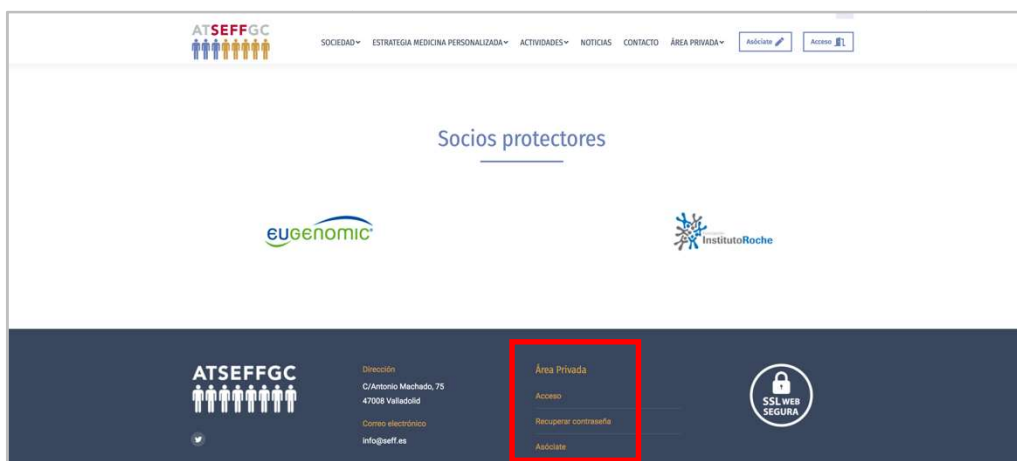 ATSEFFGC
SOCIEDAD ESTRATEGIA MEDICINA PERSONALIZADA ACTIVIDADES NOTICIAS CONTACTO ÁREA PRIVADA Asóciate Acceso
Socios protectores
EUGENOMIC
InstitutoRoche
ATSEFFGC
Dirección
C/Antonio Machado, 75
47008 Valladolid
Correo electrónico
info@seff.es
Área Privada
Acceso
Recuperar contraseña
Asóciate
SSL WEB
SEGURA